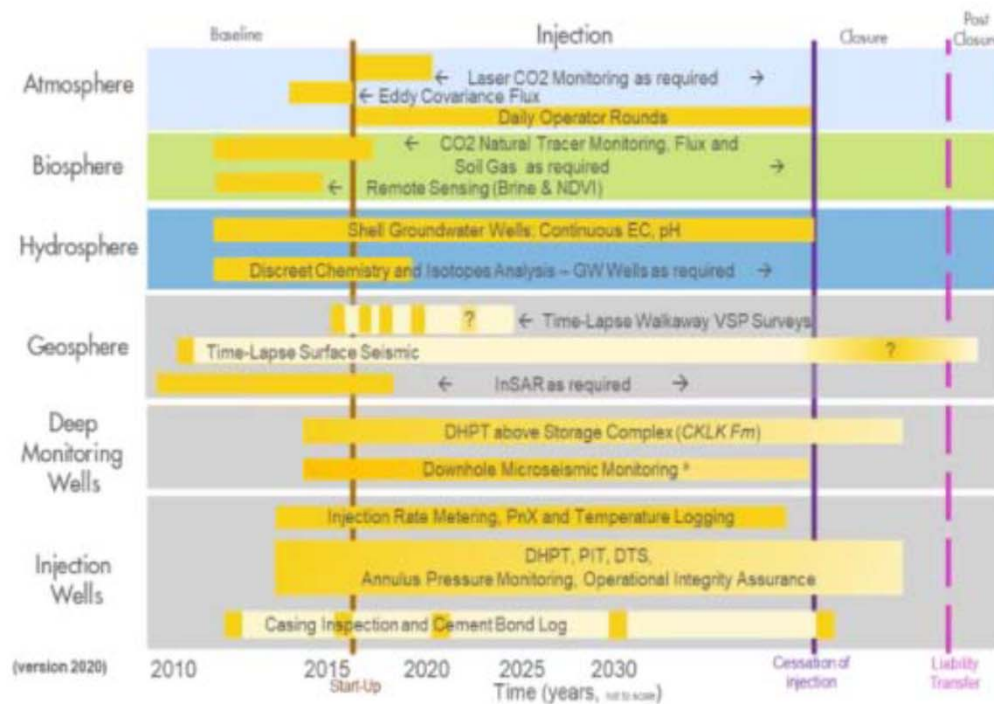 Baseline
Injection
Closure
Post
Closure
Atmosphere
← Laser CO2 Monitoring as required →
← Eddy Covariance Flux
Daily Operator Rounds
Biosphere
← CO2 Natural Tracer Monitoring, Flux and
Soil Gas as required →
← Remote Sensing (Brine & NDVI)
Hydrosphere
Shell Groundwater Wells: Continuous EC, pH
Discreet Chemistry and Isotopes Analysis – GW Wells as required →
Geosphere
? ← Time-Lapse Walkaway VSP Surveys
Time-Lapse Surface Seismic ?
← InSAR as required →
Deep
Monitoring
Wells
DHPT above Storage Complex (CKLK Fm)
Downhole Microseismic Monitoring
Injection
Wells
Injection Rate Metering, PnX and Temperature Logging
DHPT, PIT, DTS,
Annulus Pressure Monitoring, Operational Integrity Assurance
Casing Inspection and Cement Bond Log
(version 2020)
2010 2015 2020 2025 2030
Start-Up
Time (years, not to scale)
Cessation of
injection
Liability
Transfer